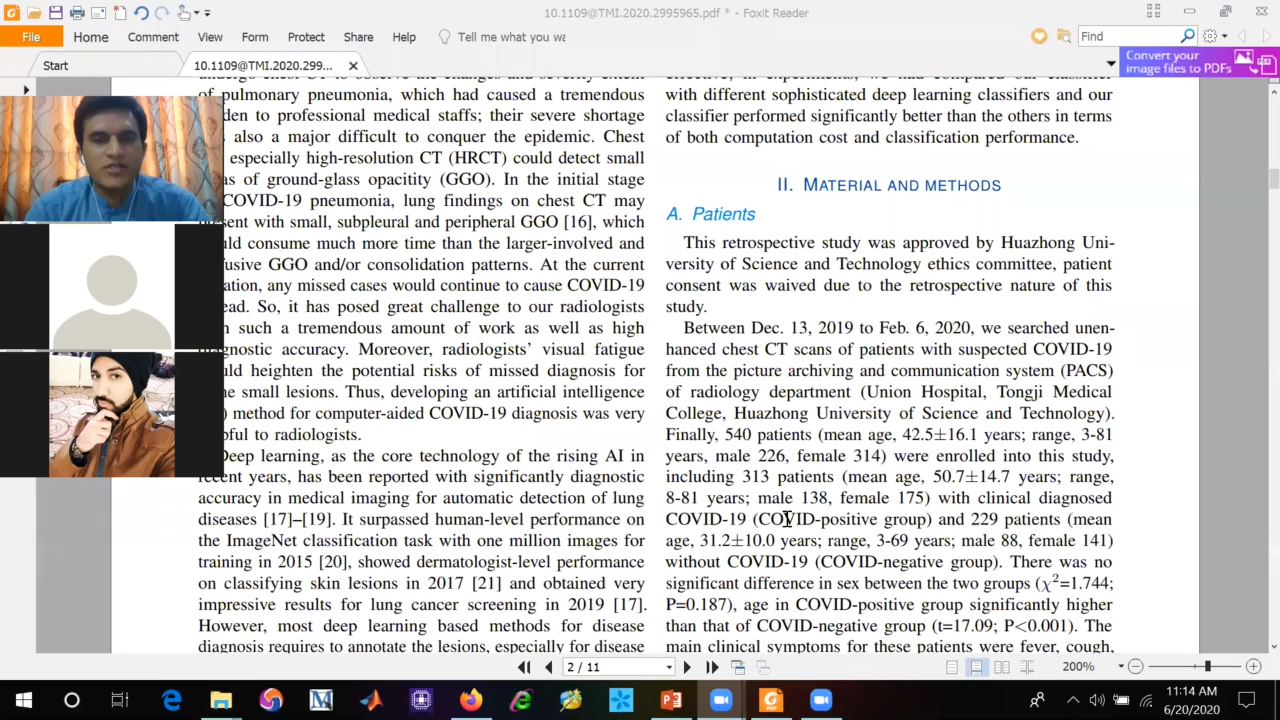 10.1109@TMI.2020.2995965.pdf * - Foxit Reader
File Home Comment View Form Protect Share Help Tell me what you wa Find
Start 10.1109@TMI.2020.299...
Convert your
image files to PDFs
of pulmonary pneumonia, which had caused a tremendous
den to professional medical staffs; their severe shortage
also a major difficult to conquer the epidemic. Chest
especially high-resolution CT (HRCT) could detect small
as of ground-glass opacitity (GGO). In the initial stage
COVID-19 pneumonia, lung findings on chest CT may
sent with small, subpleural and peripheral GGO [16], which
ld consume much more time than the larger-involved and
fusive GGO and/or consolidation patterns. At the current
ation, any missed cases would continue to cause COVID-19
ead. So, it has posed great challenge to our radiologists
such a tremendous amount of work as well as high
gnostic accuracy. Moreover, radiologists' visual fatigue
uld heighten the potential risks of missed diagnosis for
e small lesions. Thus, developing an artificial intelligence
) method for computer-aided COVID-19 diagnosis was very
pful to radiologists.
Deep learning, as the core technology of the rising AI in
recent years, has been reported with significantly diagnostic
accuracy in medical imaging for automatic detection of lung
diseases [17]–[19]. It surpassed human-level performance on
the ImageNet classification task with one million images for
training in 2015 [20], showed dermatologist-level performance
on classifying skin lesions in 2017 [21] and obtained very
impressive results for lung cancer screening in 2019 [17].
However, most deep learning based methods for disease
diagnosis requires to annotate the lesions, especially for disease
effective, in experiments, we had compared our classifier
with different sophisticated deep learning classifiers and our
classifier performed significantly better than the others in terms
of both computation cost and classification performance.
II. MATERIAL AND METHODS
A. Patients
This retrospective study was approved by Huazhong Uni-
versity of Science and Technology ethics committee, patient
consent was waived due to the retrospective nature of this
study.
Between Dec. 13, 2019 to Feb. 6, 2020, we searched unen-
hanced chest CT scans of patients with suspected COVID-19
from the picture archiving and communication system (PACS)
of radiology department (Union Hospital, Tongji Medical
College, Huazhong University of Science and Technology).
Finally, 540 patients (mean age, 42.5±16.1 years; range, 3-81
years, male 226, female 314) were enrolled into this study,
including 313 patients (mean age, 50.7±14.7 years; range,
8-81 years; male 138, female 175) with clinical diagnosed
COVID-19 (COVID-positive group) and 229 patients (mean
age, 31.2±10.0 years; range, 3-69 years; male 88, female 141)
without COVID-19 (COVID-negative group). There was no
significant difference in sex between the two groups (χ²=1.744;
P=0.187), age in COVID-positive group significantly higher
than that of COVID-negative group (t=17.09; P<0.001). The
main clinical symptoms for these patients were fever, cough,
2 / 11 200%
11:14 AM
6/20/2020